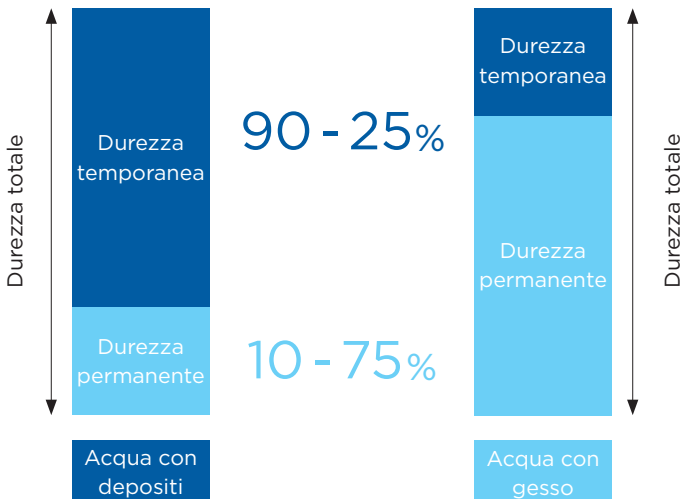 Durezza totale
Durezza
temporanea
Durezza
permanente
Acqua con
depositi
90 - 25%
10 - 75%
Durezza
temporanea
Durezza
permanente
Acqua con
gesso
Durezza totale